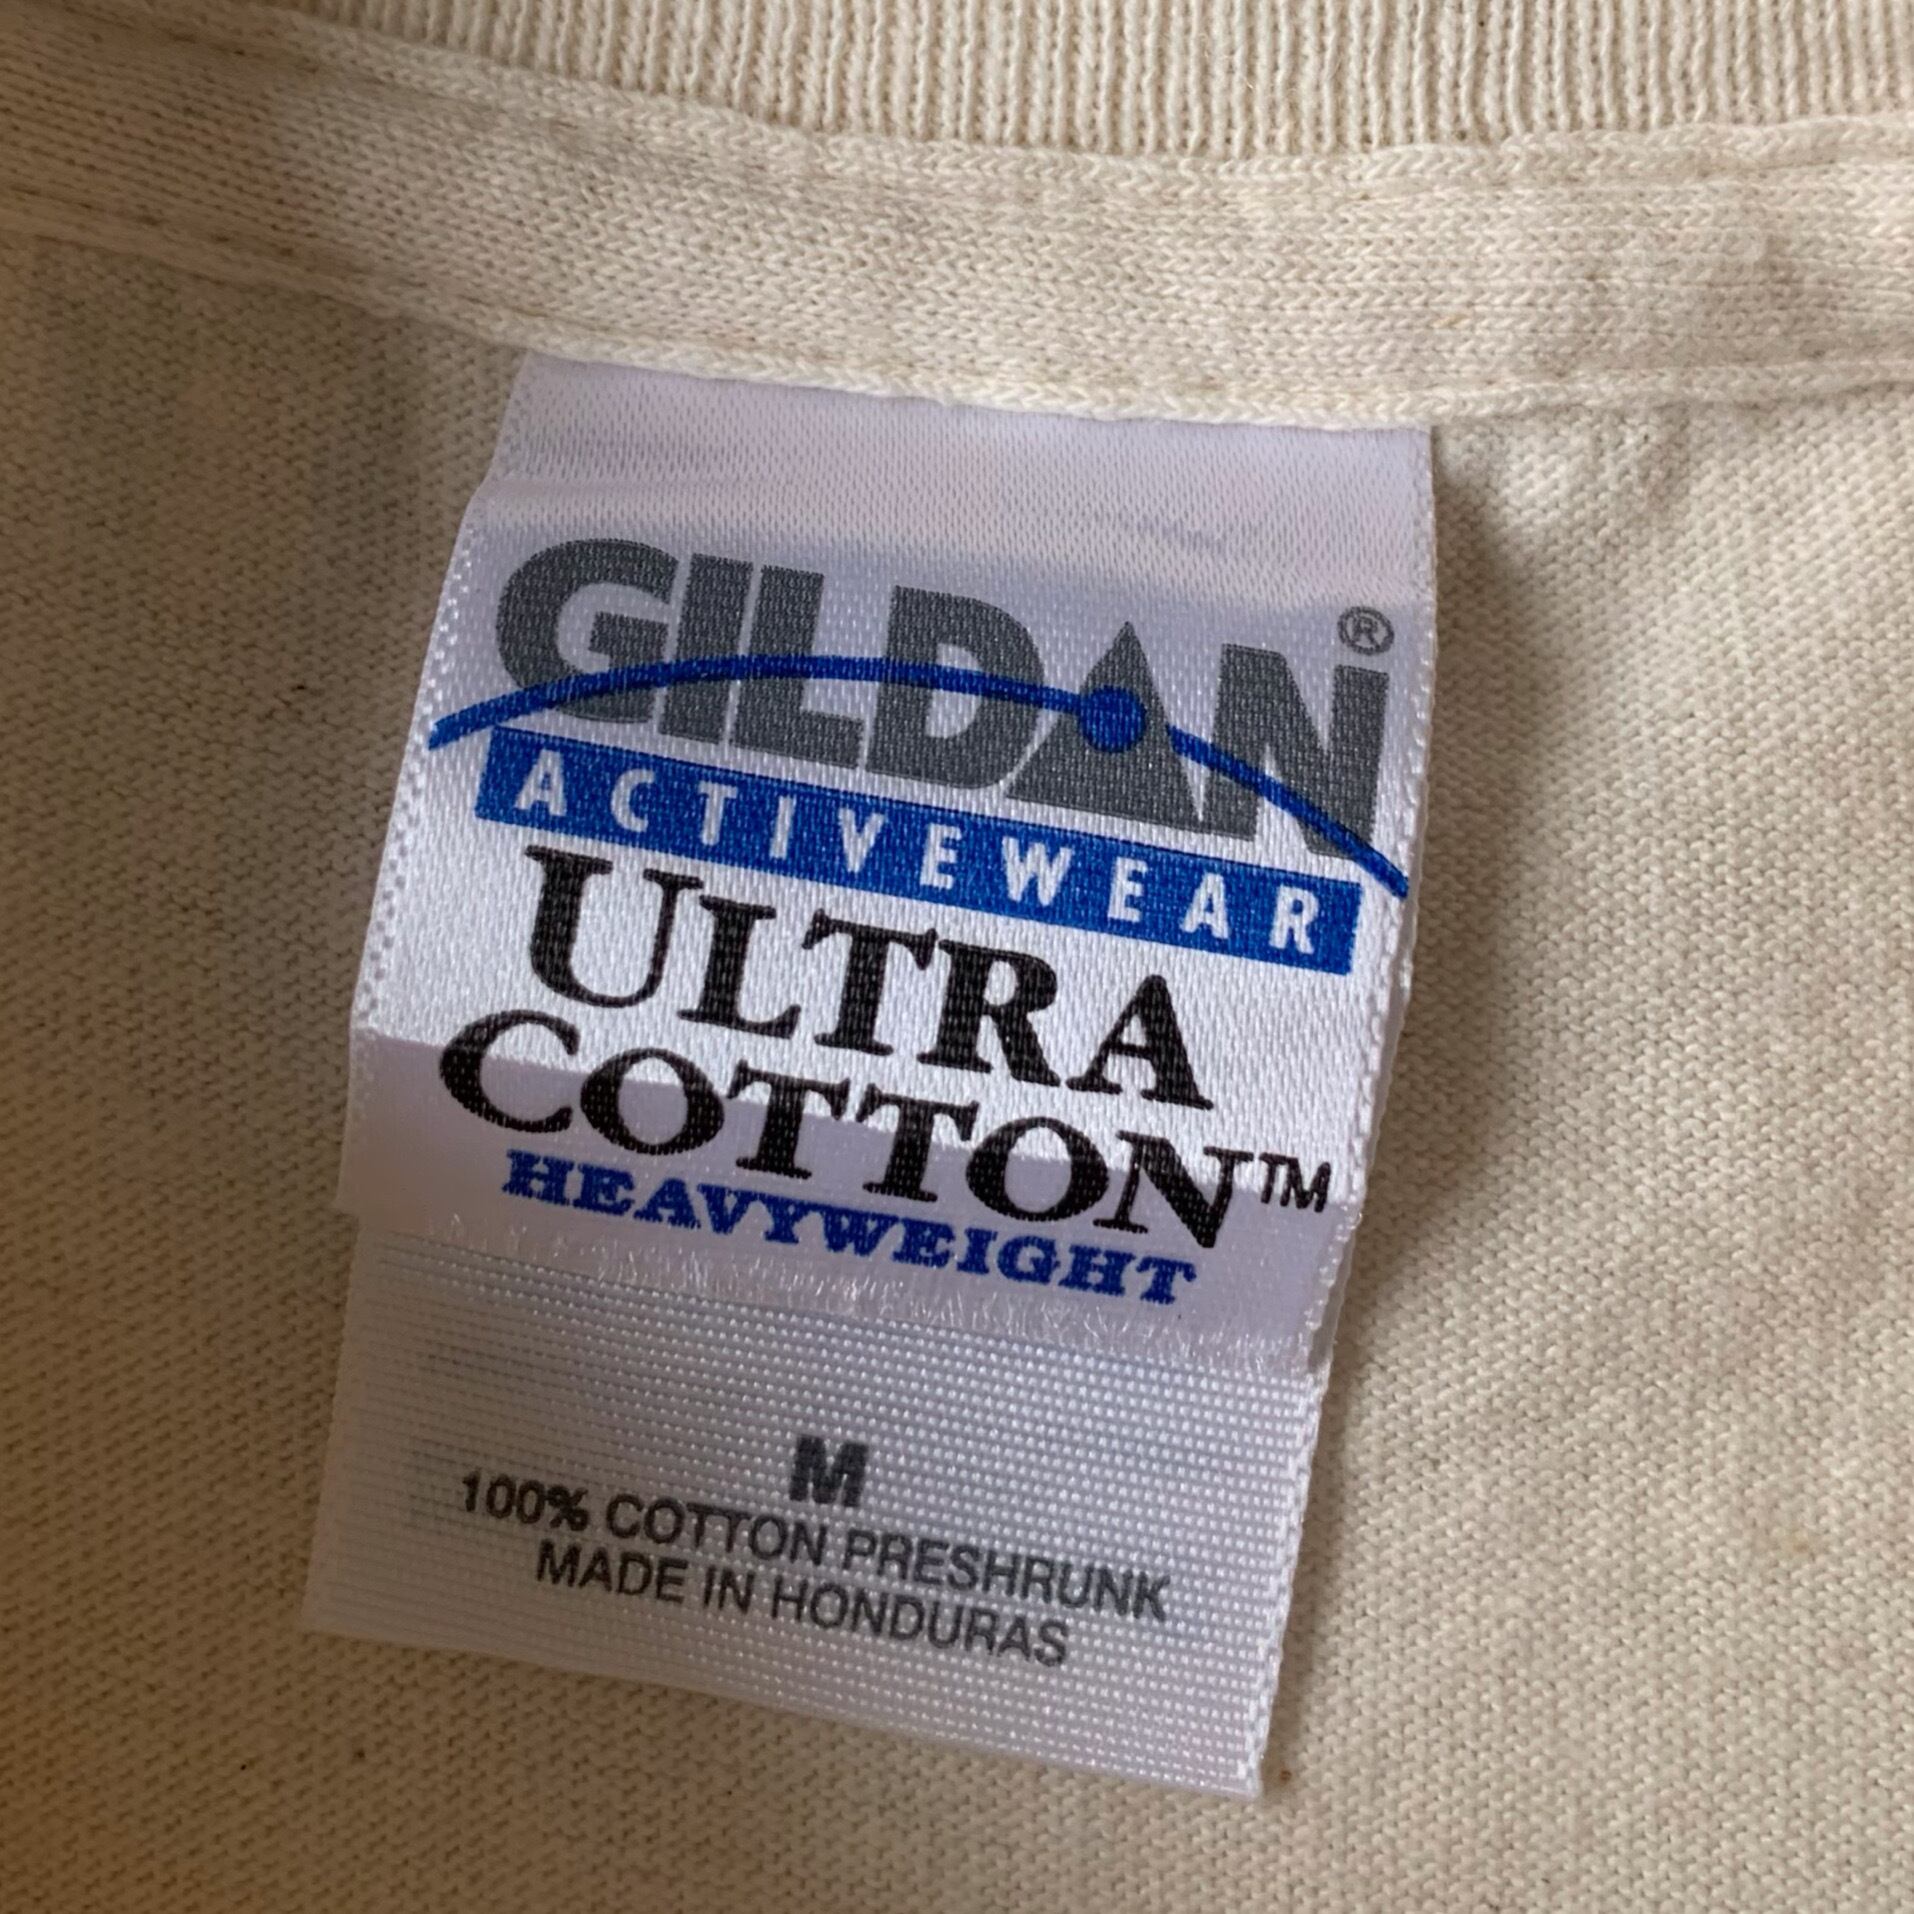 GILDAN®
ACTIVEWEAR
ULTRA
COTTON™
HEAVYWEIGHT
M
100% COTTON PRESHRUNK
MADE IN HONDURAS